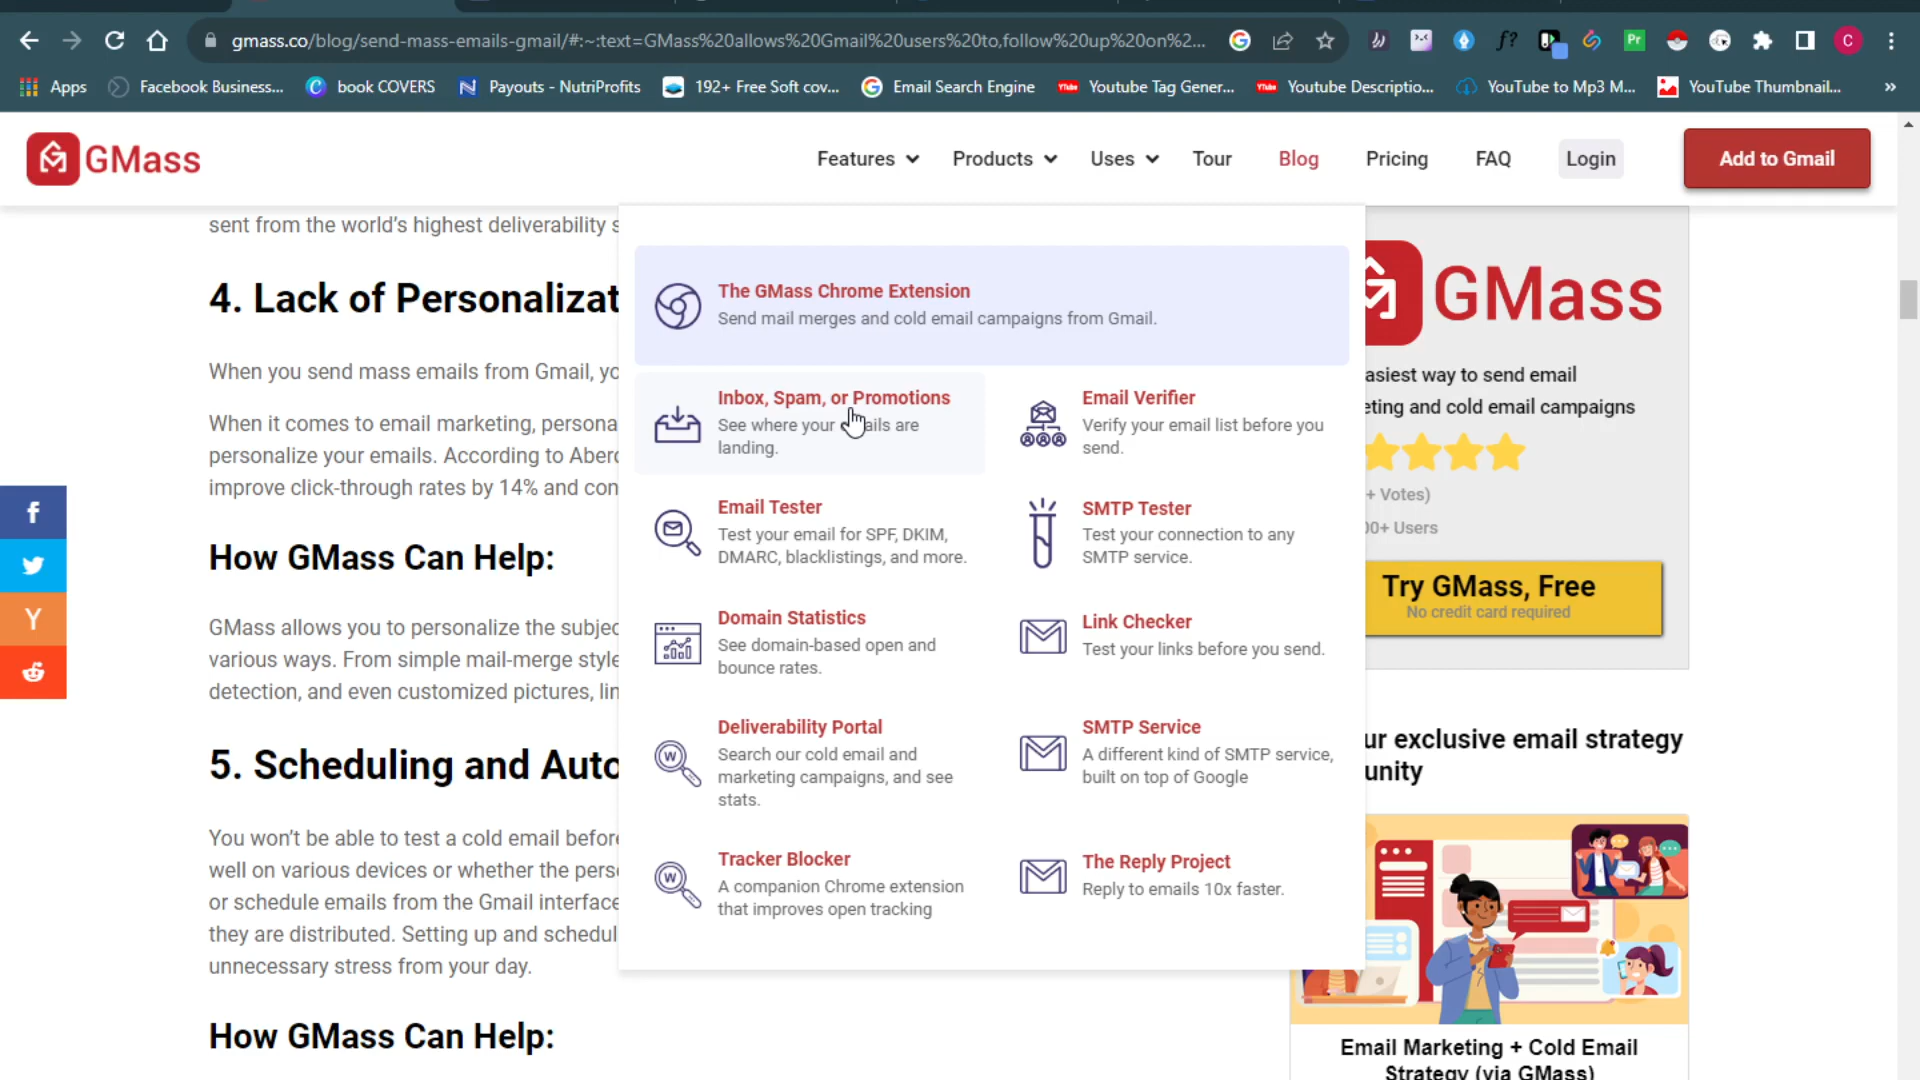 gmass.co/blog/send-mass-emails-gmail/#:~:text=GMass%20allows%20Gmail%20users%20to,follow%20up%20on%2...
Apps
Facebook Business...
book COVERS
Payouts - NutriProfits
192+ Free Soft cov...
Email Search Engine
Youtube Tag Gener...
Youtube Descriptio...
YouTube to Mp3 M...
YouTube Thumbnail...
»
GMass
Features
Products
Uses
Tour
Blog
Pricing
FAQ
Login
Add to Gmail
sent from the world's highest deliverability s
4. Lack of Personalizat
When you send mass emails from Gmail, yo
When it comes to email marketing, persona
personalize your emails. According to Aberd
improve click-through rates by 14% and con
How GMass Can Help:
GMass allows you to personalize the subjec
various ways. From simple mail-merge style
detection, and even customized pictures, lin
5. Scheduling and Auto
You won't be able to test a cold email before
well on various devices or whether the pers
or schedule emails from the Gmail interface
they are distributed. Setting up and schedul
unnecessary stress from your day.
How GMass Can Help:
The GMass Chrome Extension
Send mail merges and cold email campaigns from Gmail.
Inbox, Spam, or Promotions
See where your emails are
landing.
Email Verifier
Verify your email list before you
send.
Email Tester
Test your email for SPF, DKIM,
DMARC, blacklistings, and more.
SMTP Tester
Test your connection to any
SMTP service.
Domain Statistics
See domain-based open and
bounce rates.
Link Checker
Test your links before you send.
Deliverability Portal
Search our cold email and
marketing campaigns, and see
stats.
SMTP Service
A different kind of SMTP service,
built on top of Google
Tracker Blocker
A companion Chrome extension
that improves open tracking
The Reply Project
Reply to emails 10x faster.
GMass
asiest way to send email
eting and cold email campaigns
+ Votes)
00+ Users
Try GMass, Free
No credit card required
ur exclusive email strategy
unity
Email Marketing + Cold Email
Strategy (via GMass)